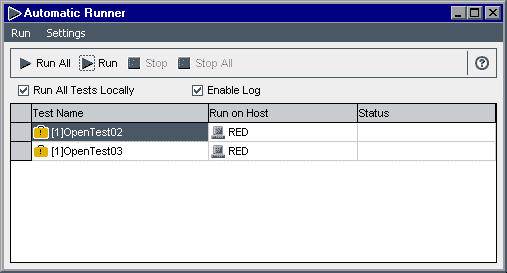 Automatic Runner
Run Settings
Run All Run Stop Stop All
Run All Tests Locally Enable Log
Test Name Run on Host Status
[1]OpenTest02 RED
[1]OpenTest03 RED